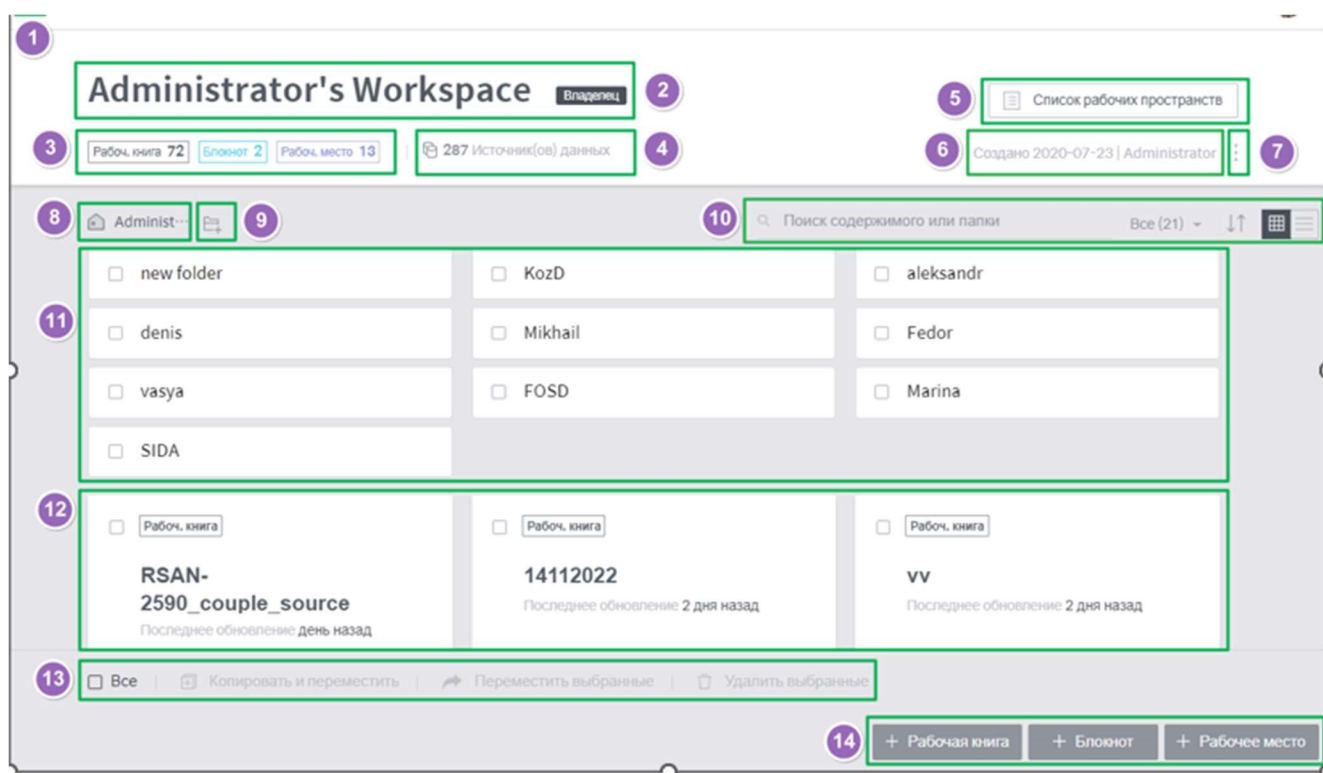 1
Administrator's Workspace Владелец 2
5 Список рабочих пространств
3 Рабоч. книга 72 Блокнот 2 Рабоч. место 13 287 Источник(ов) данных 4
6 Создано 2020-07-23 | Administrator 7
8 Administ... 9
10 Поиск содержимого или папки Все (21)
new folder KozD aleksandr
11
denis Mikhail Fedor
vasya FOSD Marina
SIDA
12
Рабоч. книга Рабоч. книга Рабоч. книга
RSAN-
2590_couple_source
Последнее обновление день назад
14112022
Последнее обновление 2 дня назад
vv
Последнее обновление 2 дня назад
13 Все Копировать и переместить Переместить выбранные Удалить выбранные
14 + Рабочая книга + Блокнот + Рабочее место